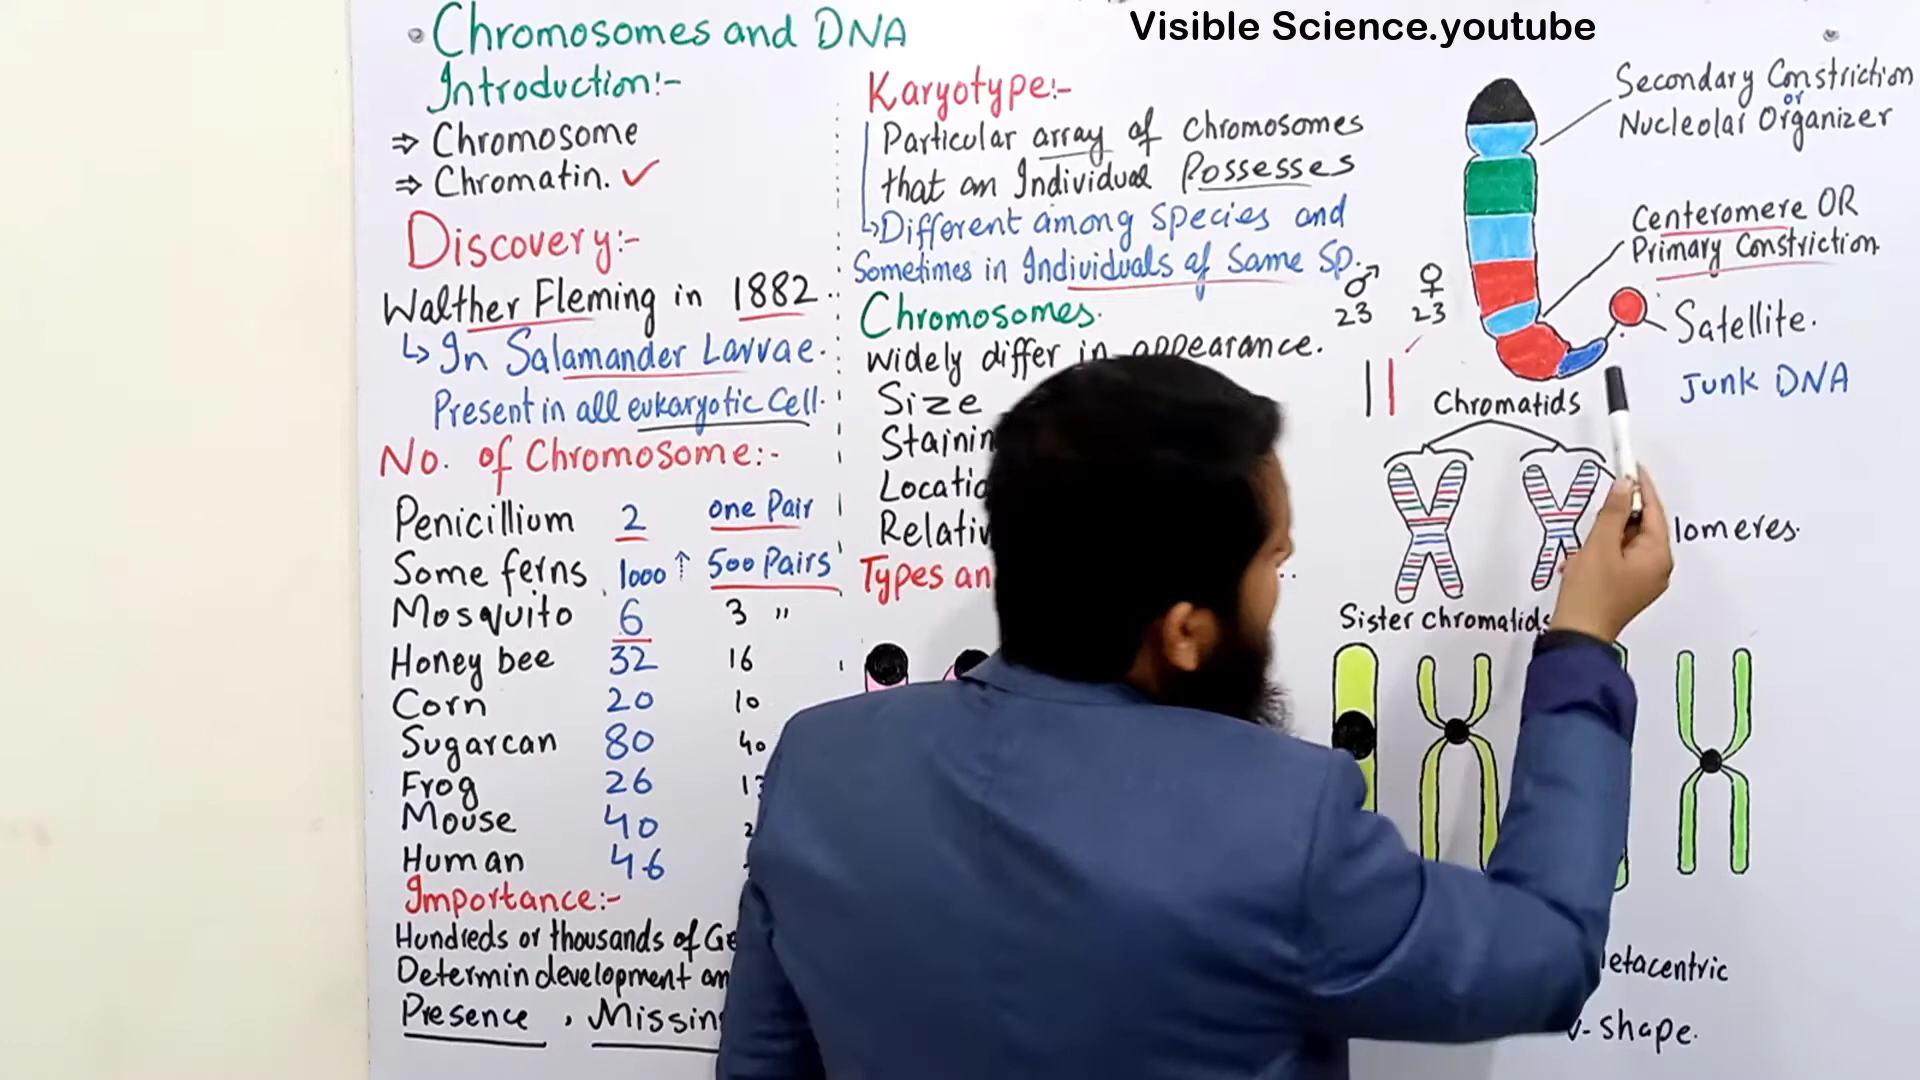 Visible Science.youtube
Chromosomes and DNA
Introduction:-
⇒ Chromosome
⇒ Chromatin. ✓
Discovery:-
Walther Fleming in 1882
↳ In Salamander Larvae.
Present in all eukaryotic Cell.
No. of Chromosome:-
Penicillium 2 one Pair
Some ferns 1000 ↑ 500 Pairs
Mosquito 6 3 "
Honey bee 32 16
Corn 20 10
Sugarcan 80 40
Frog 26
Mouse 40
Human 46
Importance:-
Hundreds or thousands of
Determin development
Presence ,
Karyotype:-
Particular array of Chromosomes
that an Individual Possesses
↳ Different among Species and
Sometimes in Individuals of Same Sp.
Chromosomes.
Widely differ in appearance.
Size
Types
♂ ♀
23 23
Secondary Constriction
or
Nucleolar Organizer
Centeromere OR
Primary Constriction
Satellite.
Junk DNA
Chromatids
lomeres.
Sister chromatids
etacentric
V-shape.